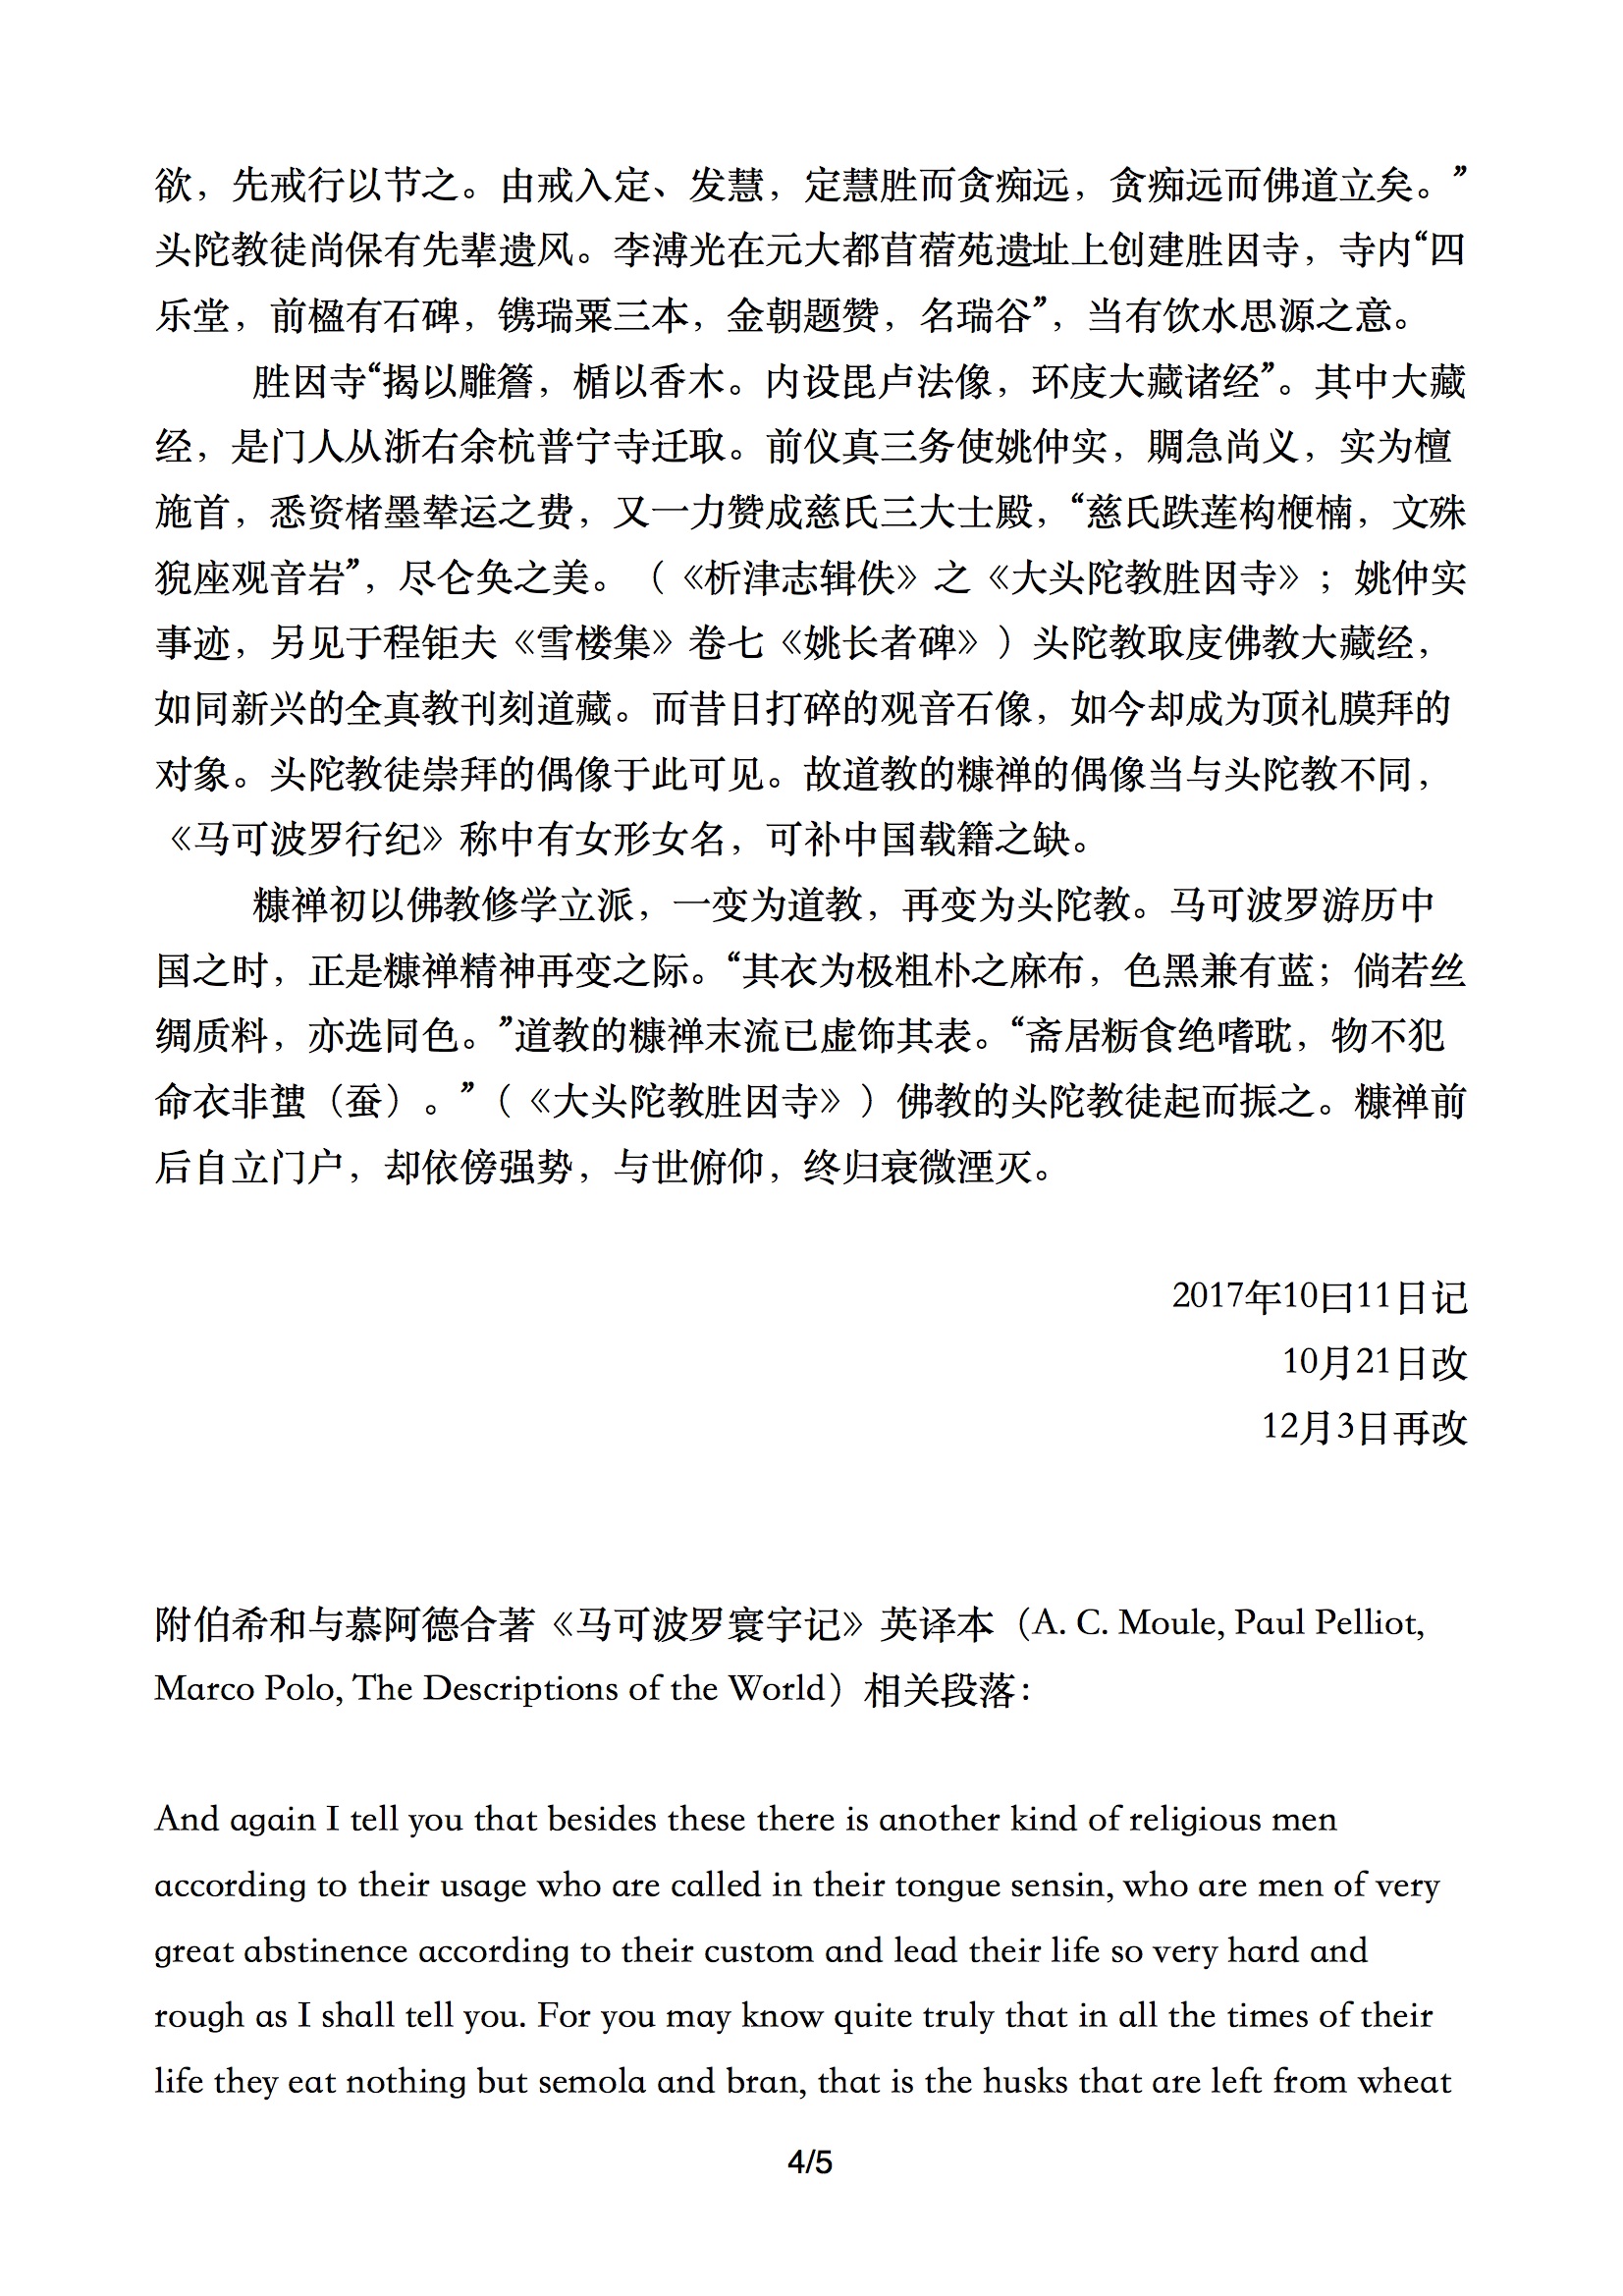 欲，先戒行以节之。由戒入定、发慧，定慧胜而贪痴远，贪痴远而佛道立矣。”
头陀教徒尚保有先辈遗风。李溥光在元大都苜蓿苑遗址上创建胜因寺，寺内“四
乐堂，前楹有石碑，镌瑞粟三本，金朝题赞，名瑞谷”，当有饮水思源之意。
胜因寺“揭以雕簷，楯以香木。内设毘卢法像，环庋大藏诸经”。其中大藏
经，是门人从浙右余杭普宁寺迁取。前仪真三务使姚仲实，賙急尚义，实为檀
施首，悉资楮墨辇运之费，又一力赞成慈氏三大士殿，“慈氏跌莲构楩楠，文殊
猊座观音岩”，尽仑奂之美。（《析津志辑佚》之《大头陀教胜因寺》；姚仲实
事迹，另见于程钜夫《雪楼集》卷七《姚长者碑》）头陀教取庋佛教大藏经，
如同新兴的全真教刊刻道藏。而昔日打碎的观音石像，如今却成为顶礼膜拜的
对象。头陀教徒崇拜的偶像于此可见。故道教的糠禅的偶像当与头陀教不同，
《马可波罗行纪》称中有女形女名，可补中国载籍之缺。
糠禅初以佛教修学立派，一变为道教，再变为头陀教。马可波罗游历中
国之时，正是糠禅精神再变之际。“其衣为极粗朴之麻布，色黑兼有蓝；倘若丝
绸质料，亦选同色。”道教的糠禅末流已虚饰其表。“斋居粝食绝嗜耽，物不犯
命衣非蝅（蚕）。”（《大头陀教胜因寺》）佛教的头陀教徒起而振之。糠禅前
后自立门户，却依傍强势，与世俯仰，终归衰微湮灭。
2017年10曰11日记
10月21日改
12月3日再改
附伯希和与慕阿德合著《马可波罗寰宇记》英译本（A. C. Moule, Paul Pelliot,
Marco Polo, The Descriptions of the World）相关段落：
And again I tell you that besides these there is another kind of religious men
according to their usage who are called in their tongue sensin, who are men of very
great abstinence according to their custom and lead their life so very hard and
rough as I shall tell you. For you may know quite truly that in all the times of their
life they eat nothing but semola and bran, that is the husks that are left from wheat
4/5